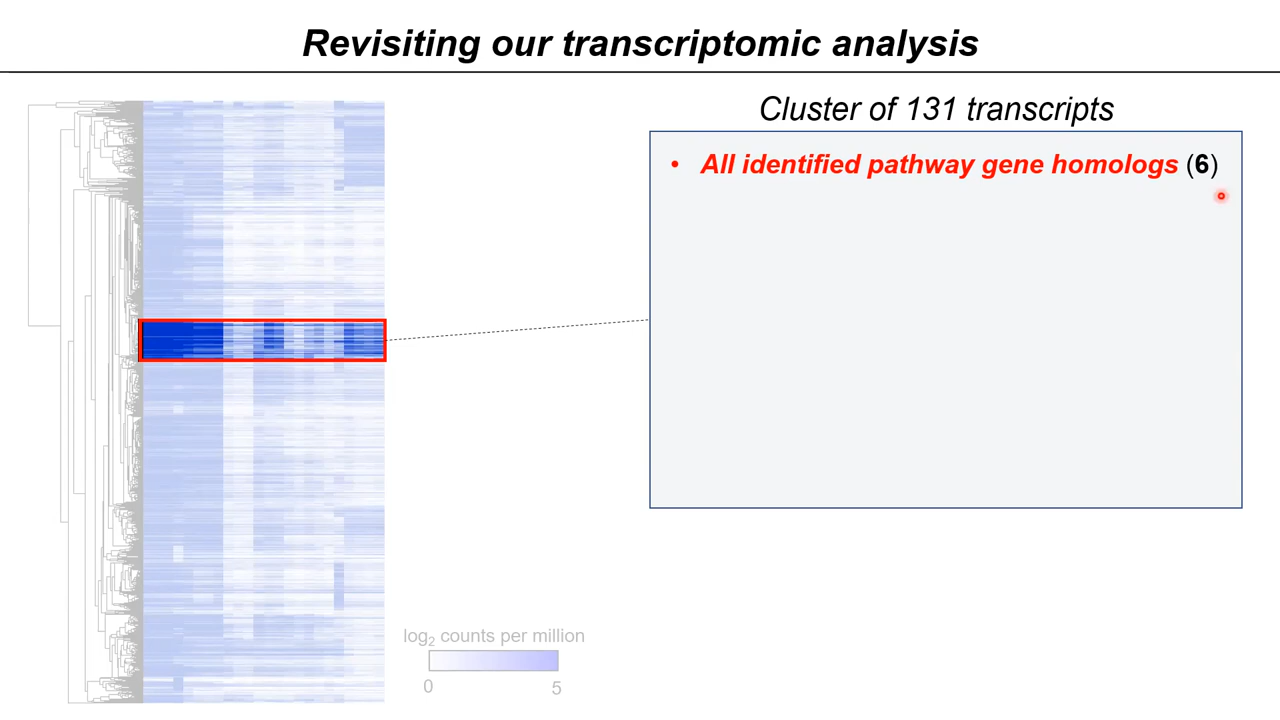 Revisiting our transcriptomic analysis
Cluster of 131 transcripts
• All identified pathway gene homologs (6)
log₂ counts per million
0 5